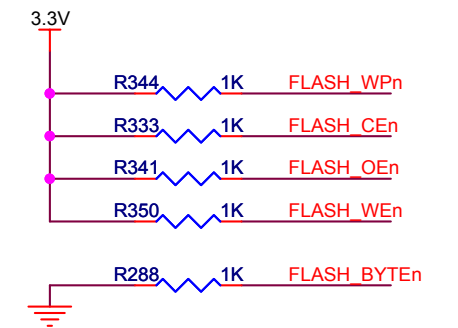 3.3V
R344 1K FLASH_WPn
R333 1K FLASH_CEn
R341 1K FLASH_OEn
R350 1K FLASH_WEn
R288 1K FLASH_BYTEn